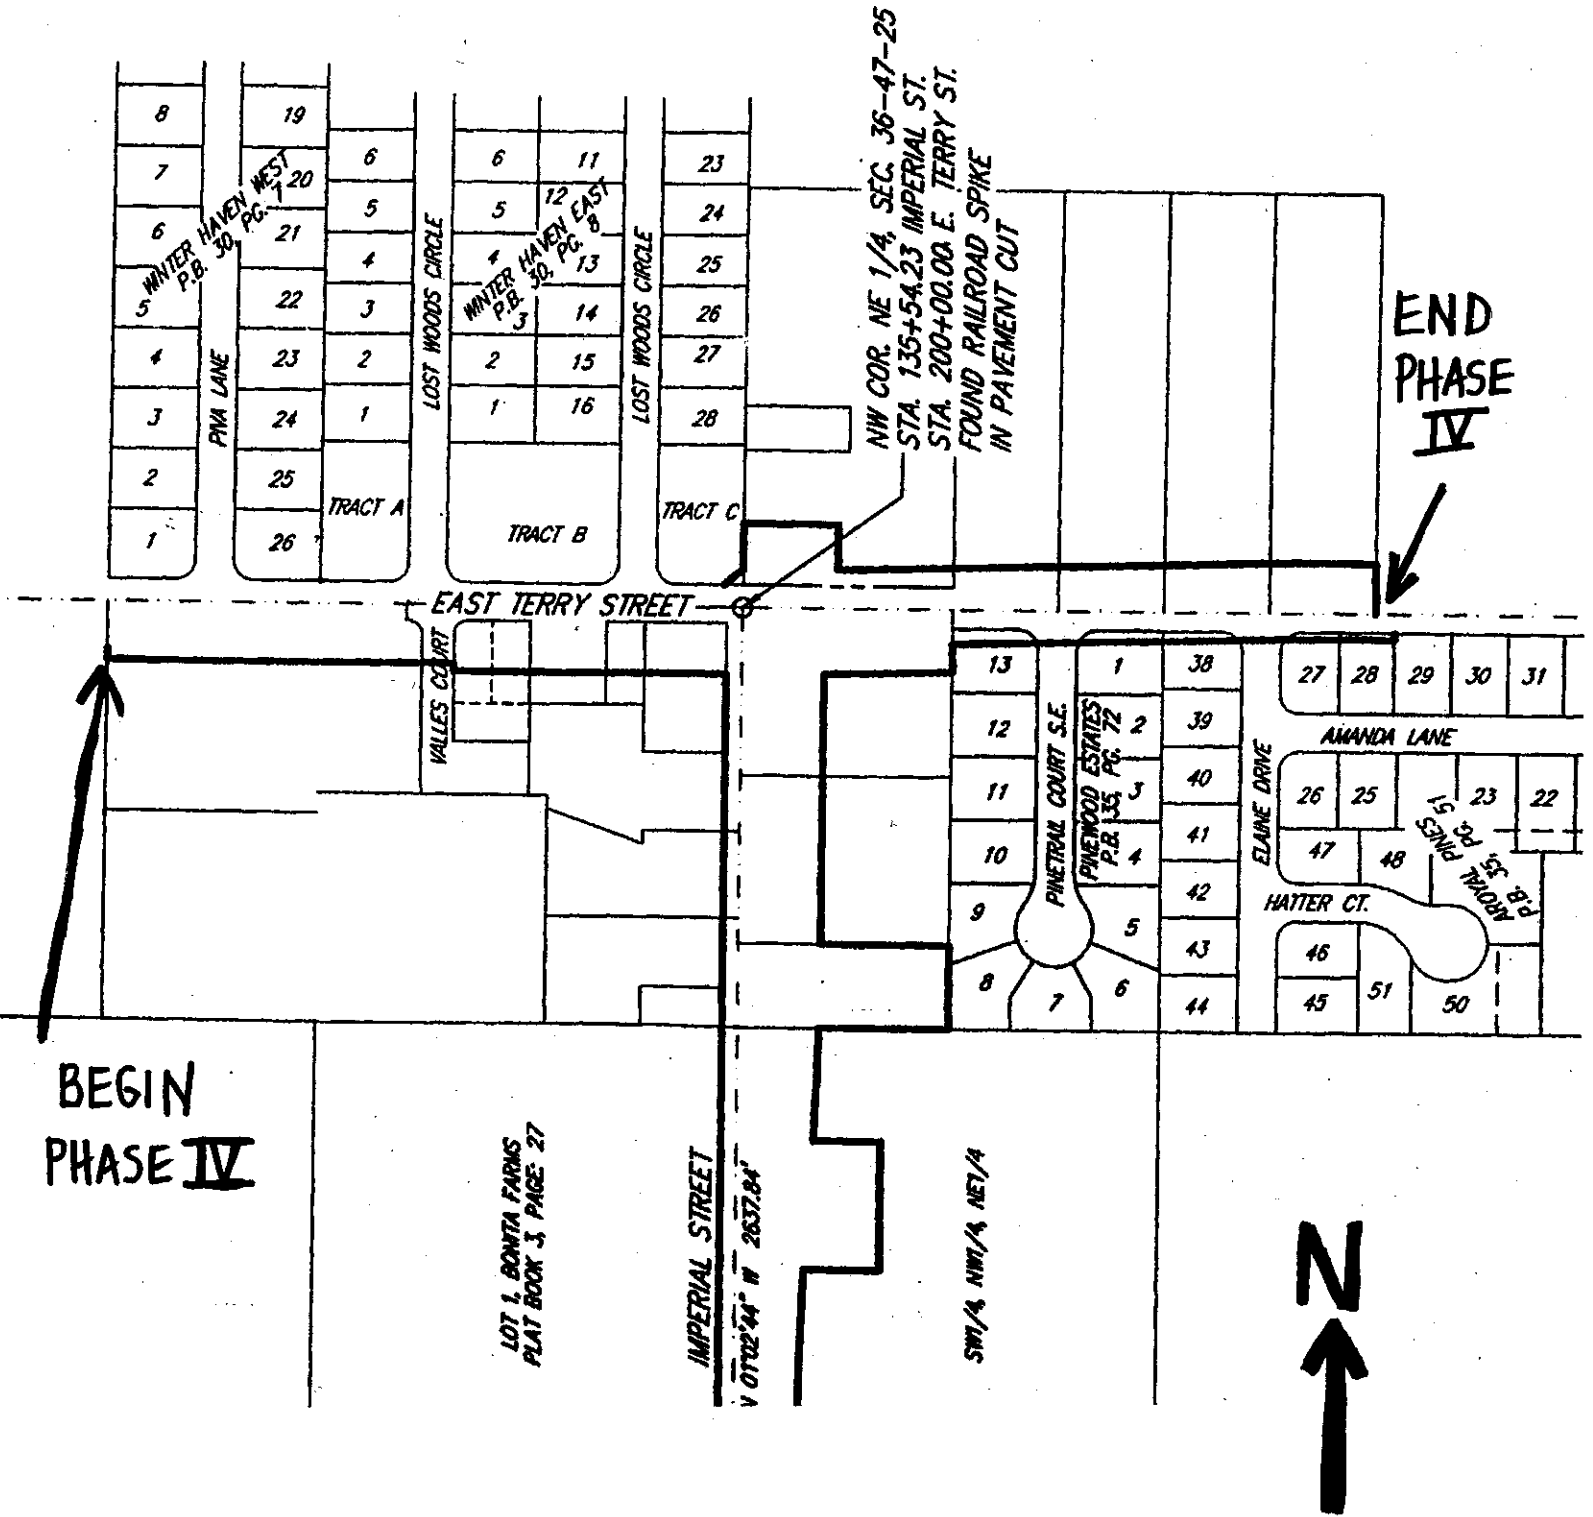 8
7
6
5
4
3
2
1
WINTER HAVEN WEST
P.B. 30, PG. 1
PIVA LANE
19
20
21
22
23
24
25
26
6
5
4
3
2
1
TRACT A
LOST WOODS CIRCLE
6
5
4
3
2
1
11
12
13
14
15
16
WINTER HAVEN EAST
P.B. 30, PG. 8
TRACT B
LOST WOODS CIRCLE
23
24
25
26
27
28
TRACT C
NW COR. NE 1/4, SEC. 36-47-25
STA. 135+54.23 IMPERIAL ST.
STA. 200+00.00 E. TERRY ST.
FOUND RAILROAD SPIKE
IN PAVEMENT CUT
END
PHASE
IV
EAST TERRY STREET
VALLES COURT
13
12
11
10
9
8
7
PINETRAIL COURT S.E.
1
2
3
4
5
6
PINEWOOD ESTATES
P.B. 35, PG. 72
38
39
40
41
42
43
44
ELAINE DRIVE
27
28
29
30
31
AMANDA LANE
26
25
23
22
47
48
AROYAL PINES
P.B. 35, PG. 51
HATTER CT.
46
45
51
50
BEGIN
PHASE IV
LOT 1, BONITA FARMS
PLAT BOOK 3, PAGE 27
IMPERIAL STREET
01°02'44" W 2637.84'
SW1/4, NW1/4, NE1/4
N